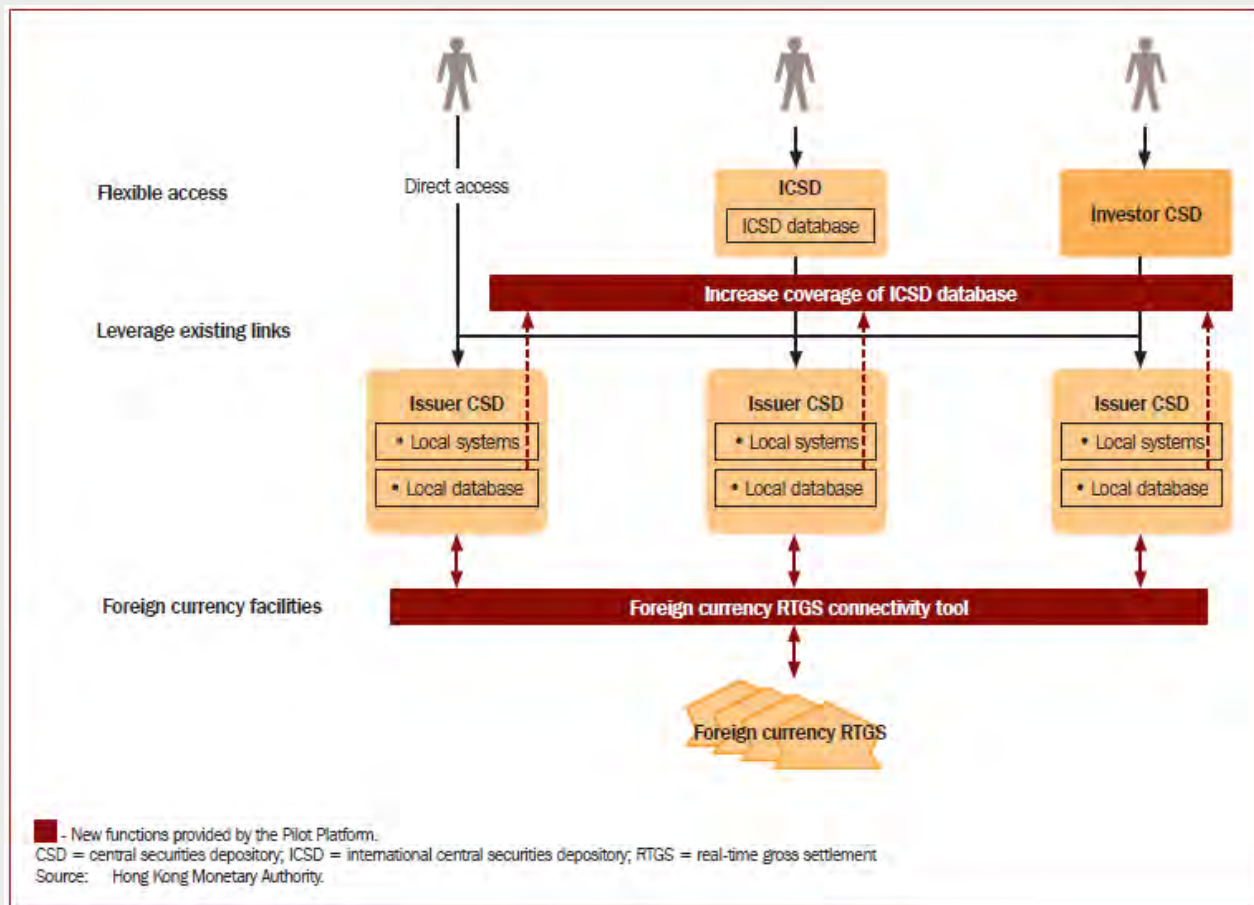 Flexible access
Direct access
ICSD
ICSD database
Investor CSD
Increase coverage of ICSD database
Leverage existing links
Issuer CSD
• Local systems
• Local database
Issuer CSD
• Local systems
• Local database
Issuer CSD
• Local systems
• Local database
Foreign currency facilities
Foreign currency RTGS connectivity tool
Foreign currency RTGS
- New functions provided by the Pilot Platform.
CSD = central securities depository; ICSD = international central securities depository; RTGS = real-time gross settlement
Source: Hong Kong Monetary Authority.